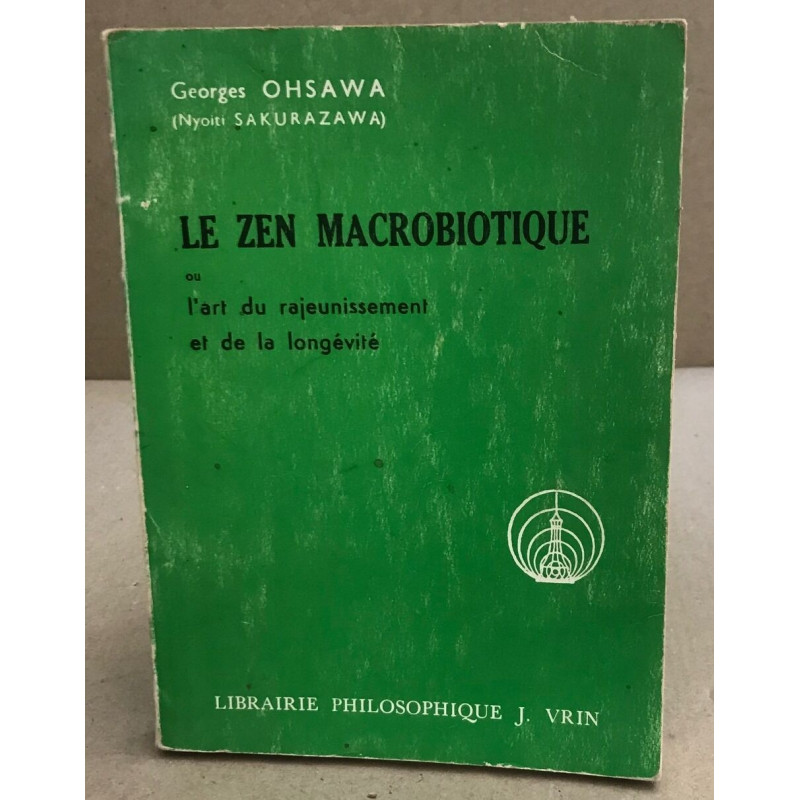 Georges OHSAWA
(Nyoiti SAKURAZAWA)
LE ZEN MACROBIOTIQUE
ou
l'art du rajeunissement
et de la longévité
LIBRAIRIE PHILOSOPHIQUE J. VRIN